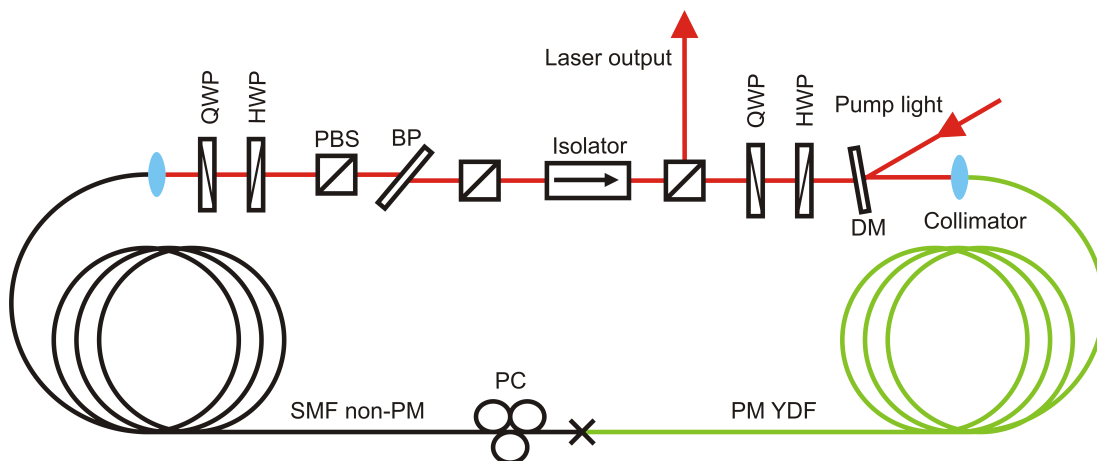 Laser output
QWP
HWP
PBS
BP
Isolator
QWP
HWP
Pump light
DM
Collimator
PC
SMF non-PM
PM YDF